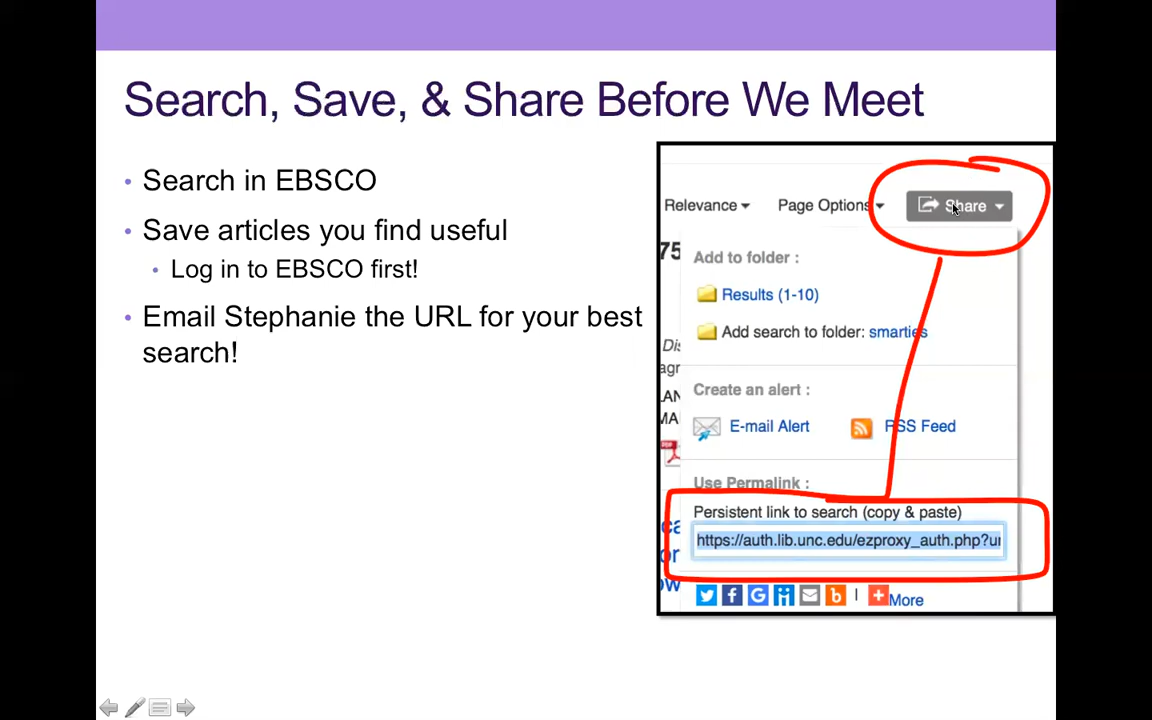 Search, Save, & Share Before We Meet
• Search in EBSCO
• Save articles you find useful
• Log in to EBSCO first!
• Email Stephanie the URL for your best
search!
Relevance Page Options Share
75
Add to folder :
Results (1-10)
Add search to folder: smarties
Create an alert :
E-mail Alert RSS Feed
Use Permalink :
Persistent link to search (copy & paste)
https://auth.lib.unc.edu/ezproxy_auth.php?ur
More